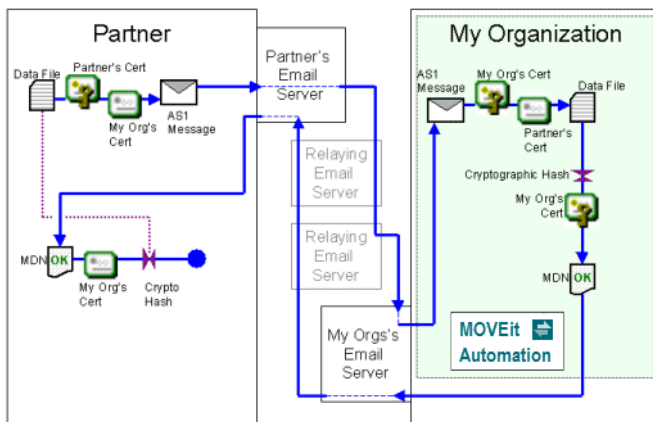 Partner
Data File
Partner's Cert
My Org's
Cert
AS1
Message
MDN
OK
My Org's
Cert
Crypto
Hash
Partner's
Email
Server
Relaying
Email
Server
Relaying
Email
Server
My Orgs's
Email
Server
My Organization
AS1
Message
My Org's Cert
Partner's
Cert
Data File
Cryptographic Hash
My Org's
Cert
MDN
OK
MOVEit
Automation